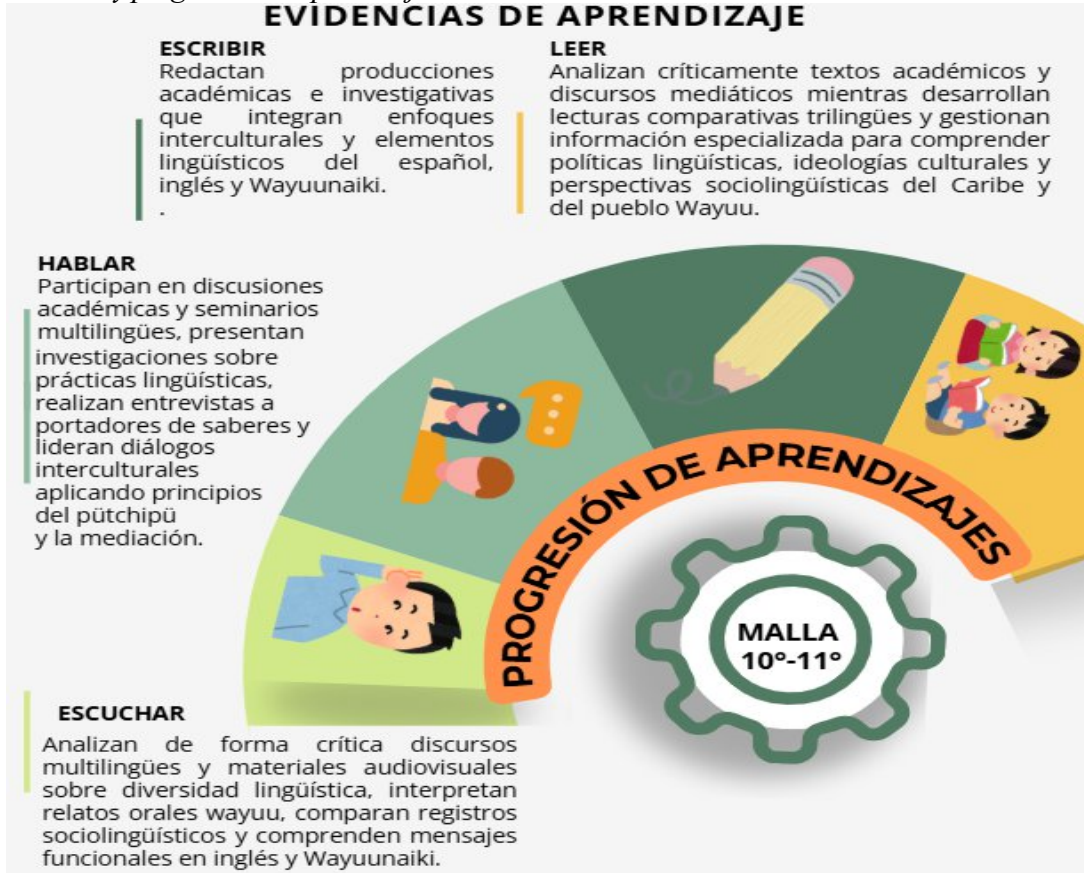 EVIDENCIAS DE APRENDIZAJE
ESCRIBIR
Redactan producciones
académicas e investigativas
que integran enfoques
interculturales y elementos
lingüísticos del español,
inglés y Wayuunaiki.
.
LEER
Analizan críticamente textos académicos y
discursos mediáticos mientras desarrollan
lecturas comparativas trilingües y gestionan
información especializada para comprender
políticas lingüísticas, ideologías culturales y
perspectivas sociolingüísticas del Caribe y
del pueblo Wayuu.
HABLAR
Participan en discusiones
académicas y seminarios
multilingües, presentan
investigaciones sobre
prácticas lingüísticas,
realizan entrevistas a
portadores de saberes y
lideran diálogos
interculturales
aplicando principios
del pütchipü
y la mediación.
PROGRESIÓN DE APRENDIZAJES
MALLA
10°-11°
ESCUCHAR
Analizan de forma crítica discursos
multilingües y materiales audiovisuales
sobre diversidad lingüística, interpretan
relatos orales wayuu, comparan registros
sociolingüísticos y comprenden mensajes
funcionales en inglés y Wayuunaiki.